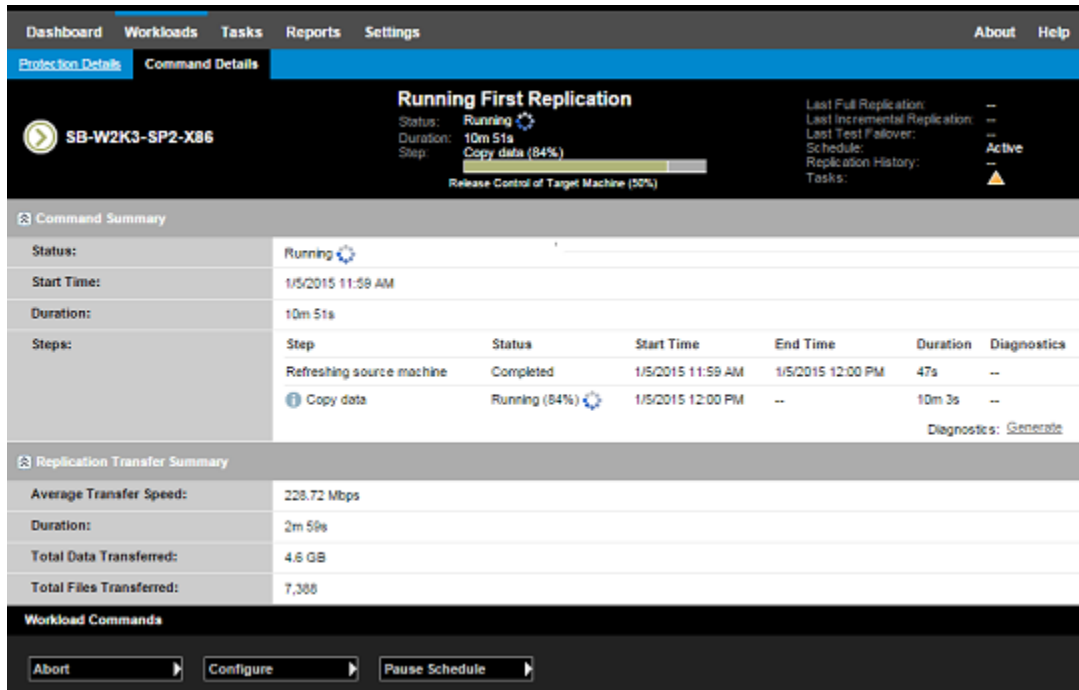 Dashboard Workloads Tasks Reports Settings About Help
Protection Details Command Details
SB-W2K3-SP2-X86
Running First Replication
Status: Running
Duration: 10m 51s
Step: Copy data (84%)
Release Control of Target Machine (50%)
Last Full Replication: --
Last Incremental Replication: --
Last Test Failover: --
Schedule: Active
Replication History: --
Tasks:
Command Summary
Status: Running
Start Time: 1/5/2015 11:59 AM
Duration: 10m 51s
Steps: Step Status Start Time End Time Duration Diagnostics
Refreshing source machine Completed 1/5/2015 11:59 AM 1/5/2015 12:00 PM 47s --
Copy data Running (84%) 1/5/2015 12:00 PM -- 10m 3s --
Diagnostics: Generate
Replication Transfer Summary
Average Transfer Speed: 228.72 Mbps
Duration: 2m 59s
Total Data Transferred: 4.6 GB
Total Files Transferred: 7,388
Workload Commands
Abort Configure Pause Schedule